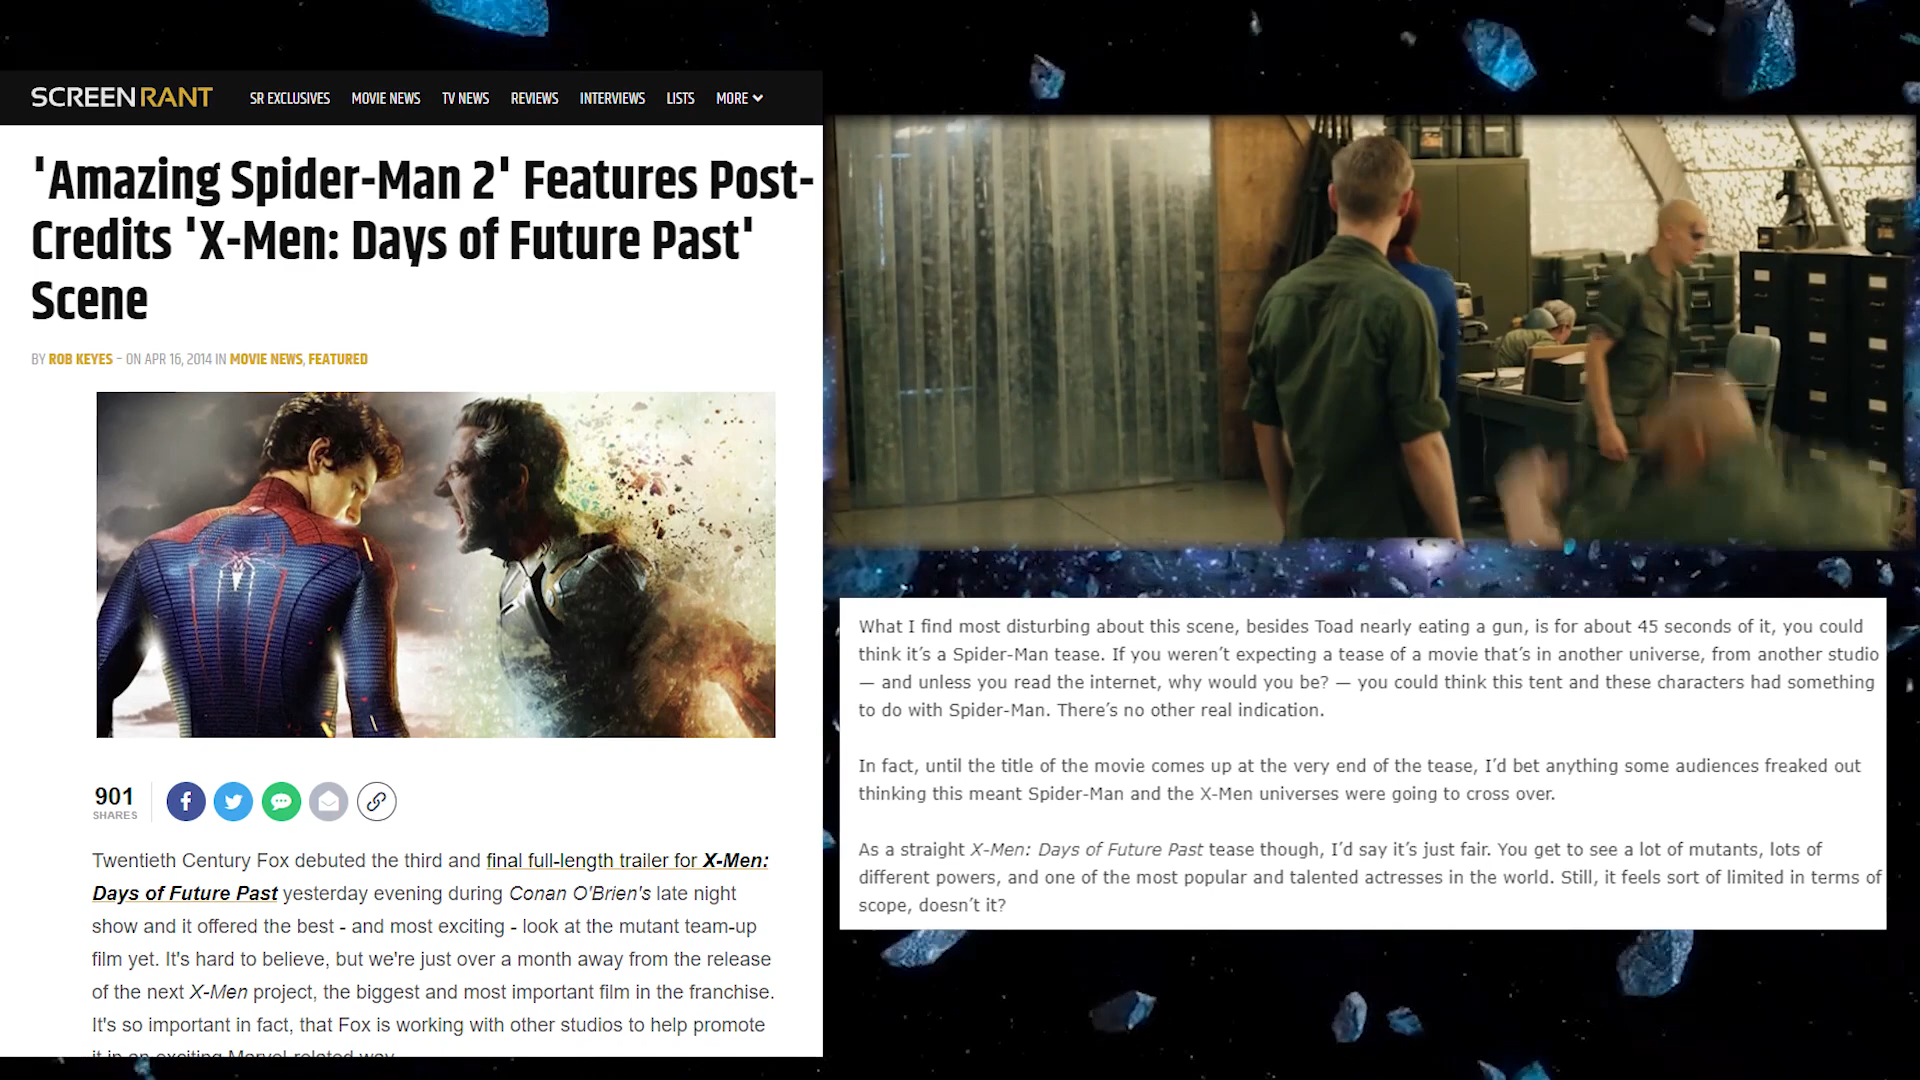 SCREENRANT
SR EXCLUSIVES MOVIE NEWS TV NEWS REVIEWS INTERVIEWS LISTS MORE
'Amazing Spider-Man 2' Features Post-
Credits 'X-Men: Days of Future Past'
Scene
BY ROB KEYES – ON APR 16, 2014 IN MOVIE NEWS, FEATURED
901
SHARES
Twentieth Century Fox debuted the third and final full-length trailer for X-Men:
Days of Future Past yesterday evening during Conan O'Brien's late night
show and it offered the best - and most exciting - look at the mutant team-up
film yet. It's hard to believe, but we're just over a month away from the release
of the next X-Men project, the biggest and most important film in the franchise.
It's so important in fact, that Fox is working with other studios to help promote
it in an exciting Marvel-related way.
What I find most disturbing about this scene, besides Toad nearly eating a gun, is for about 45 seconds of it, you could
think it's a Spider-Man tease. If you weren't expecting a tease of a movie that's in another universe, from another studio
— and unless you read the internet, why would you be? — you could think this tent and these characters had something
to do with Spider-Man. There's no other real indication.
In fact, until the title of the movie comes up at the very end of the tease, I'd bet anything some audiences freaked out
thinking this meant Spider-Man and the X-Men universes were going to cross over.
As a straight X-Men: Days of Future Past tease though, I'd say it's just fair. You get to see a lot of mutants, lots of
different powers, and one of the most popular and talented actresses in the world. Still, it feels sort of limited in terms of
scope, doesn't it?